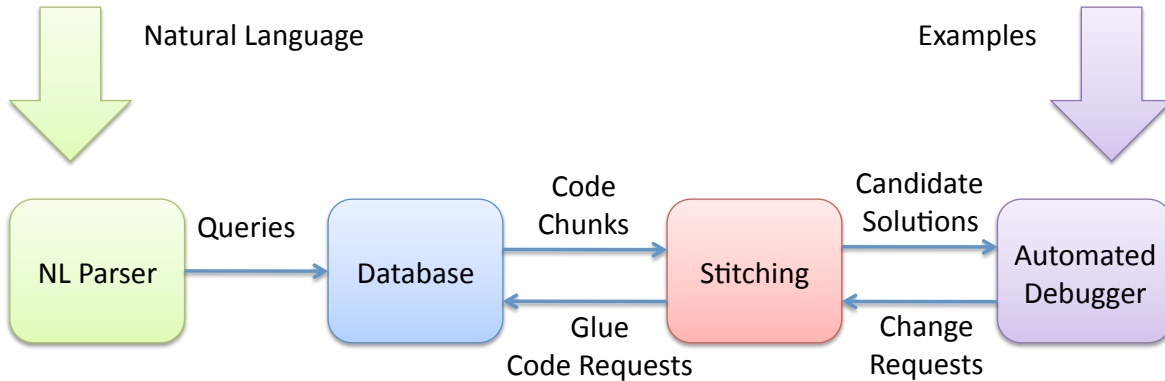 Natural Language
Examples
NL Parser
Queries
Database
Code
Chunks
Glue
Code Requests
Stitching
Candidate
Solutions
Change
Requests
Automated
Debugger